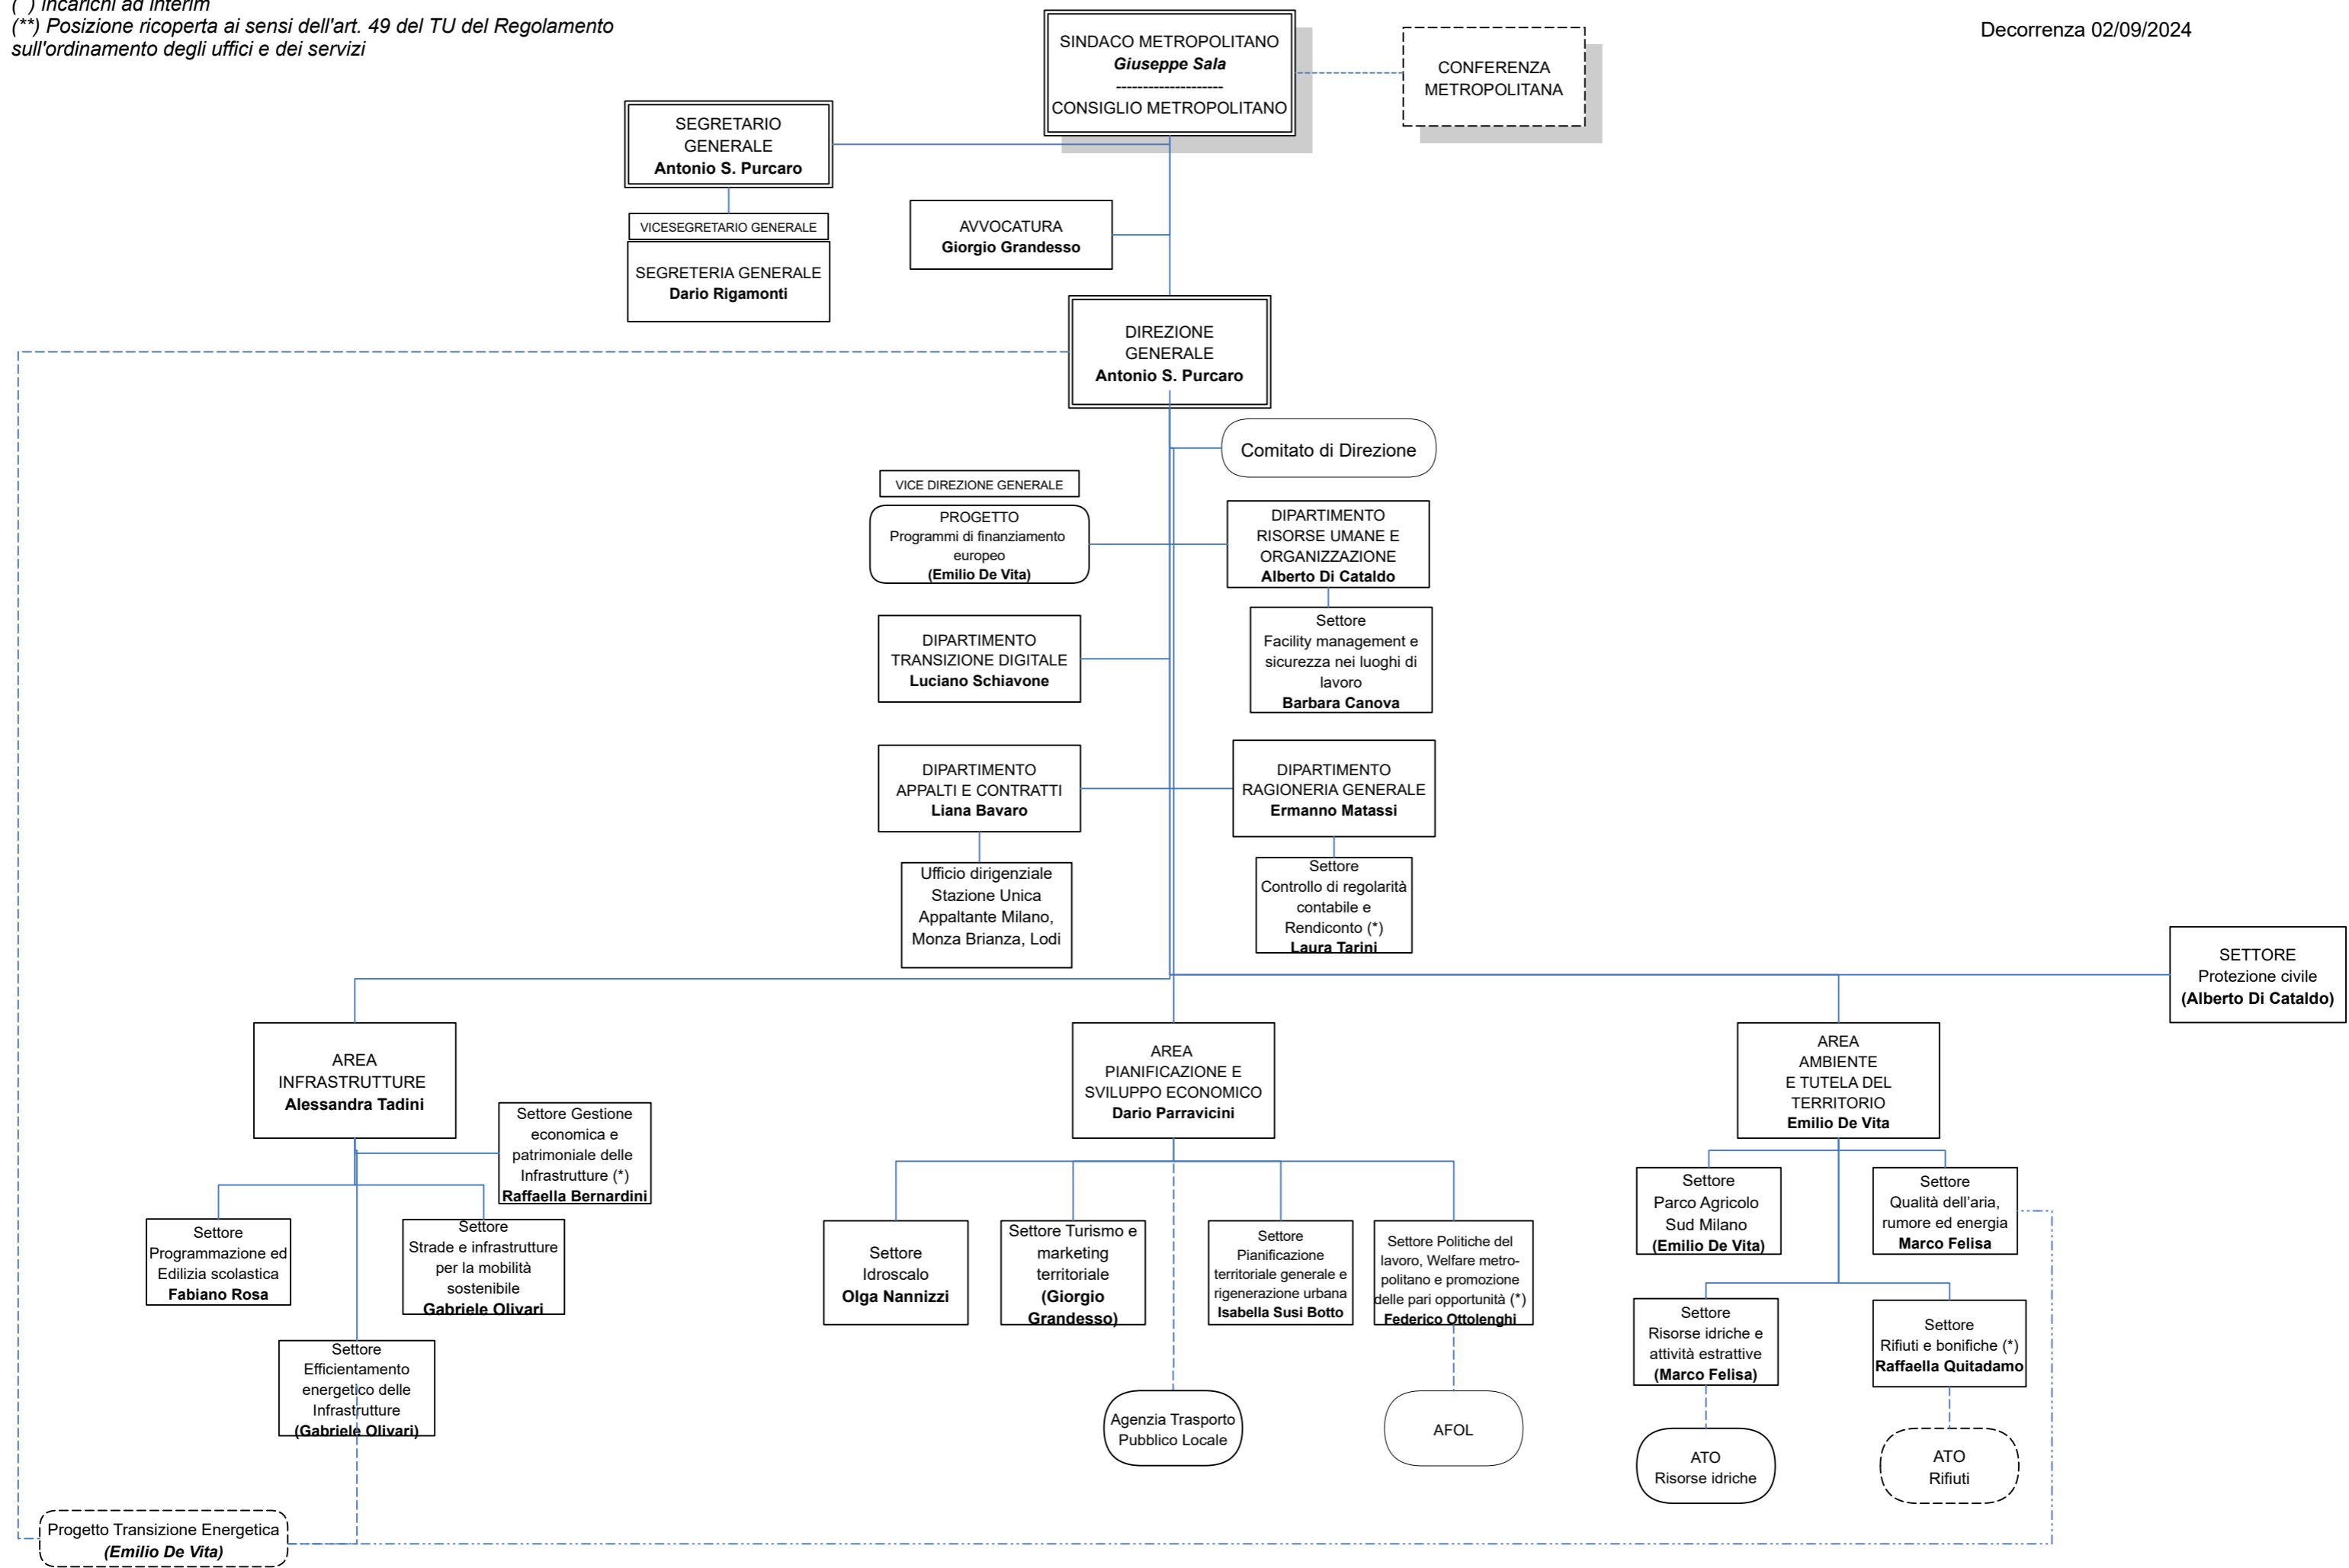 ( ) Incarichi ad interim
(**) Posizione ricoperta ai sensi dell'art. 49 del TU del Regolamento
sull'ordinamento degli uffici e dei servizi
Decorrenza 02/09/2024
SINDACO METROPOLITANO
Giuseppe Sala
--------------------
CONSIGLIO METROPOLITANO
CONFERENZA
METROPOLITANA
SEGRETARIO
GENERALE
Antonio S. Purcaro
VICESEGRETARIO GENERALE
SEGRETERIA GENERALE
Dario Rigamonti
AVVOCATURA
Giorgio Grandesso
DIREZIONE
GENERALE
Antonio S. Purcaro
Comitato di Direzione
VICE DIREZIONE GENERALE
PROGETTO
Programmi di finanziamento
europeo
(Emilio De Vita)
DIPARTIMENTO
RISORSE UMANE E
ORGANIZZAZIONE
Alberto Di Cataldo
Settore
Facility management e
sicurezza nei luoghi di
lavoro
Barbara Canova
DIPARTIMENTO
TRANSIZIONE DIGITALE
Luciano Schiavone
DIPARTIMENTO
APPALTI E CONTRATTI
Liana Bavaro
DIPARTIMENTO
RAGIONERIA GENERALE
Ermanno Matassi
Ufficio dirigenziale
Stazione Unica
Appaltante Milano,
Monza Brianza, Lodi
Settore
Controllo di regolarità
contabile e
Rendiconto (*)
Laura Tarini
SETTORE
Protezione civile
(Alberto Di Cataldo)
AREA
INFRASTRUTTURE
Alessandra Tadini
Settore Gestione
economica e
patrimoniale delle
Infrastrutture (*)
Raffaella Bernardini
Settore
Programmazione ed
Edilizia scolastica
Fabiano Rosa
Settore
Strade e infrastrutture
per la mobilità
sostenibile
Gabriele Olivari
Settore
Efficientamento
energetico delle
Infrastrutture
(Gabriele Olivari)
AREA
PIANIFICAZIONE E
SVILUPPO ECONOMICO
Dario Parravicini
Settore
Idroscalo
Olga Nannizzi
Settore Turismo e
marketing
territoriale
(Giorgio
Grandesso)
Settore
Pianificazione
territoriale generale e
rigenerazione urbana
Isabella Susi Botto
Settore Politiche del
lavoro, Welfare metro-
politano e promozione
delle pari opportunità (*)
Federico Ottolenghi
Agenzia Trasporto
Pubblico Locale
AFOL
AREA
AMBIENTE
E TUTELA DEL
TERRITORIO
Emilio De Vita
Settore
Parco Agricolo
Sud Milano
(Emilio De Vita)
Settore
Qualità dell’aria,
rumore ed energia
Marco Felisa
Settore
Risorse idriche e
attività estrattive
(Marco Felisa)
Settore
Rifiuti e bonifiche (*)
Raffaella Quitadamo
ATO
Risorse idriche
ATO
Rifiuti
Progetto Transizione Energetica
(Emilio De Vita)